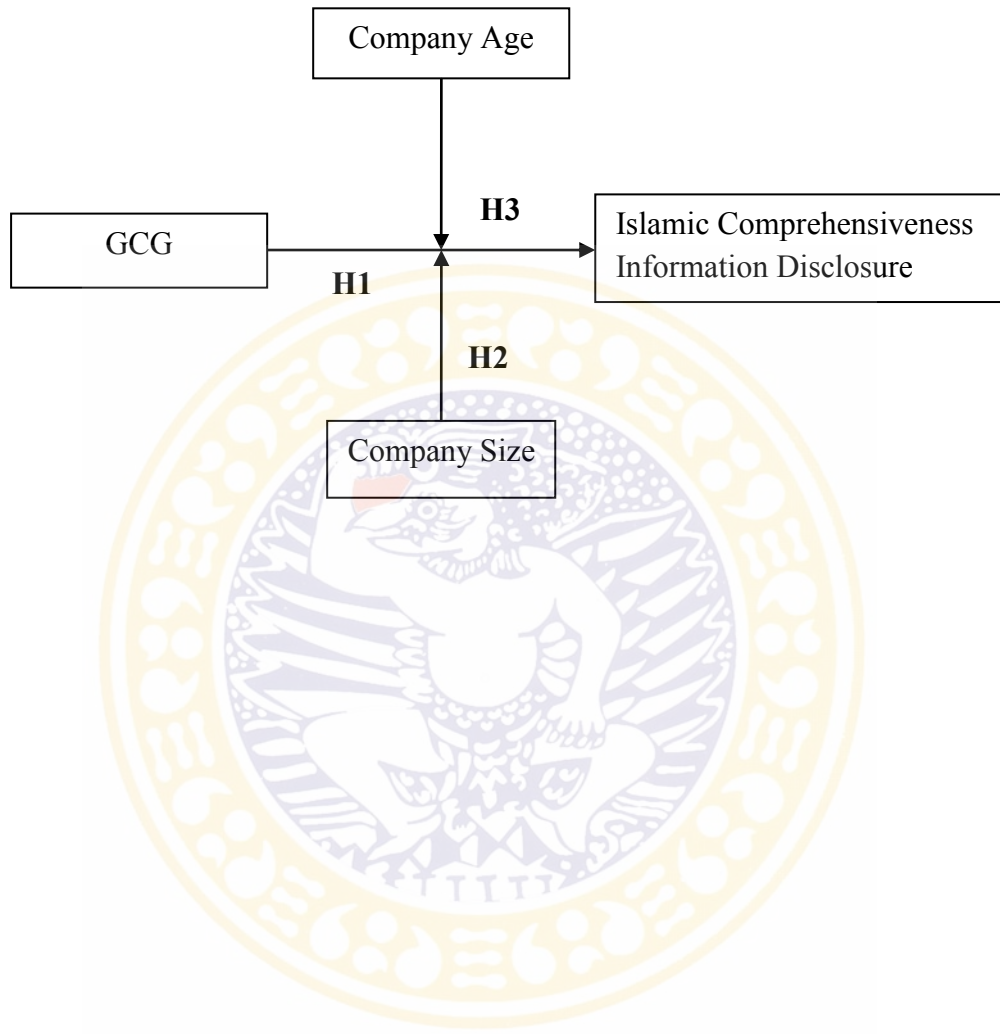 Company Age
H3
GCG
Islamic Comprehensiveness
Information Disclosure
H1
H2
Company Size